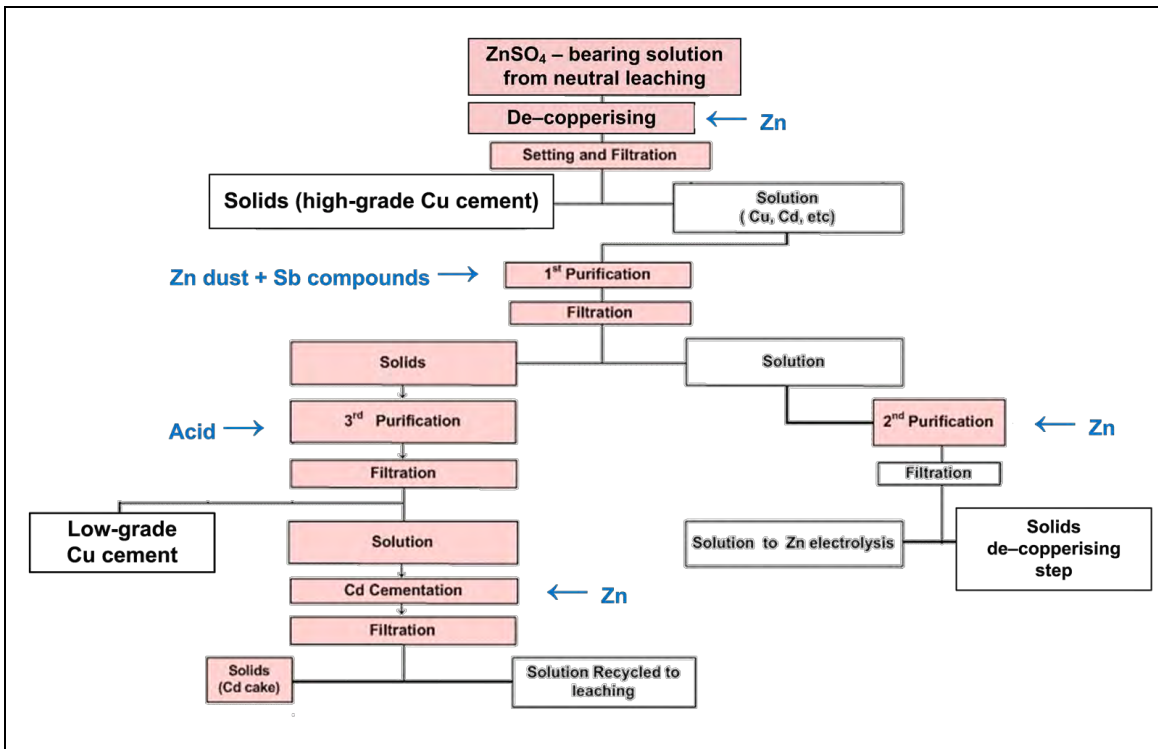 ZnSO₄ – bearing solution
from neutral leaching
De–copperising
← Zn
Setting and Filtration
Solids (high-grade Cu cement)
Solution
( Cu, Cd, etc)
Zn dust + Sb compounds →
1st Purification
Filtration
Solids
Solution
Acid →
3rd Purification
2nd Purification
← Zn
Filtration
Filtration
Low-grade
Cu cement
Solution
Solution to Zn electrolysis
Solids
de–copperising
step
Cd Cementation
← Zn
Filtration
Solids
(Cd cake)
Solution Recycled to
leaching